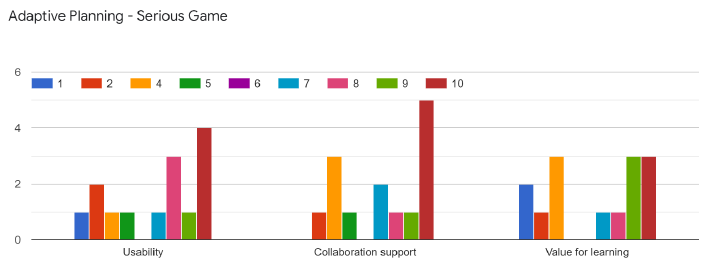 Adaptive Planning - Serious Game
6
1 2 4 5 6 7 8 9 10
4
2
0
Usability Collaboration support Value for learning